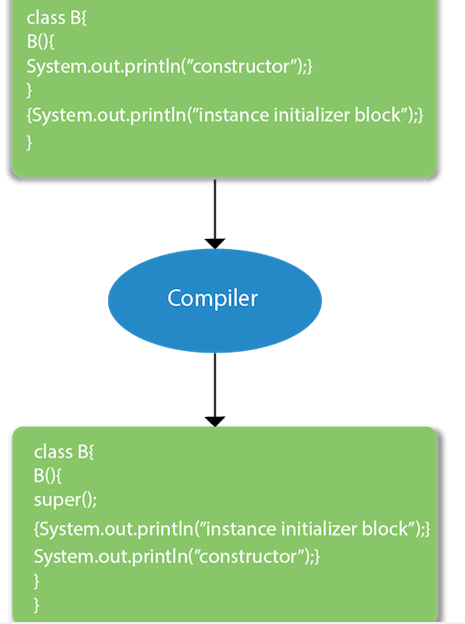 class B{
B(){
System.out.println(”constructor”);}
}
{System.out.println(”instance initializer block”);}
}
Compiler
class B{
B(){
super();
{System.out.println(”instance initializer block”);}
System.out.println(”constructor”);}
}
}